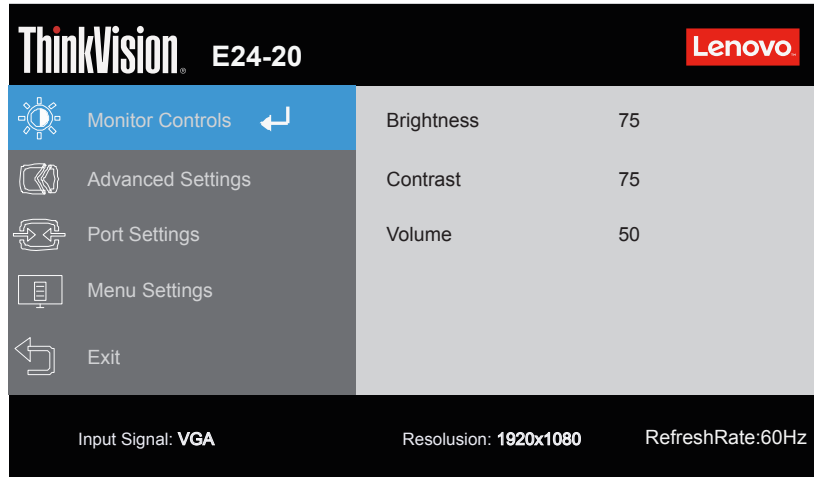 ThinkVision® E24-20 Lenovo
Monitor Controls Brightness 75
Advanced Settings Contrast 75
Port Settings Volume 50
Menu Settings
Exit
Input Signal: VGA Resolusion: 1920x1080 RefreshRate:60Hz